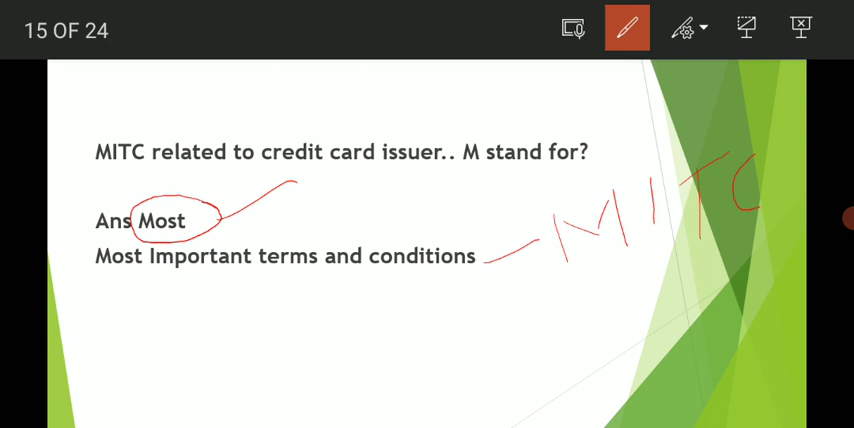 15 OF 24
MITC related to credit card issuer.. M stand for?
Ans Most
Most Important terms and conditions
MITC